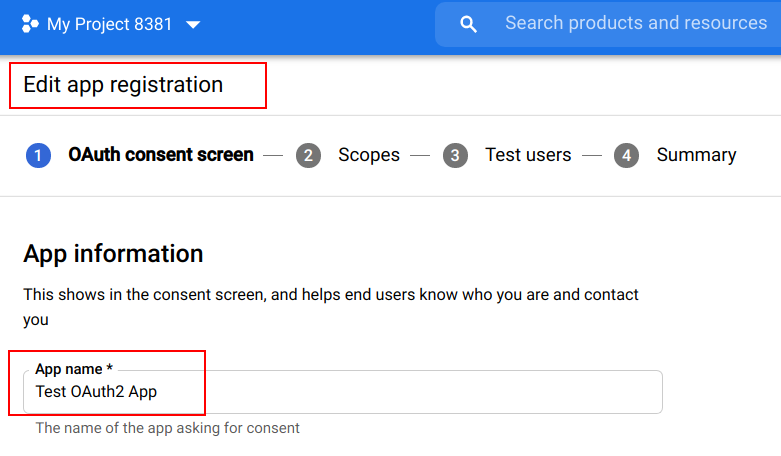 My Project 8381
Search products and resources
Edit app registration
1 OAuth consent screen 2 Scopes 3 Test users 4 Summary
App information
This shows in the consent screen, and helps end users know who you are and contact
you
App name *
Test OAuth2 App
The name of the app asking for consent